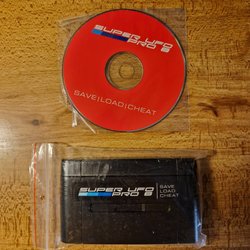 SUPER UFO
PRO 8
SAVE|LOAD|CHEAT
SUPER UFO
PRO 8
SAVE
LOAD
CHEAT